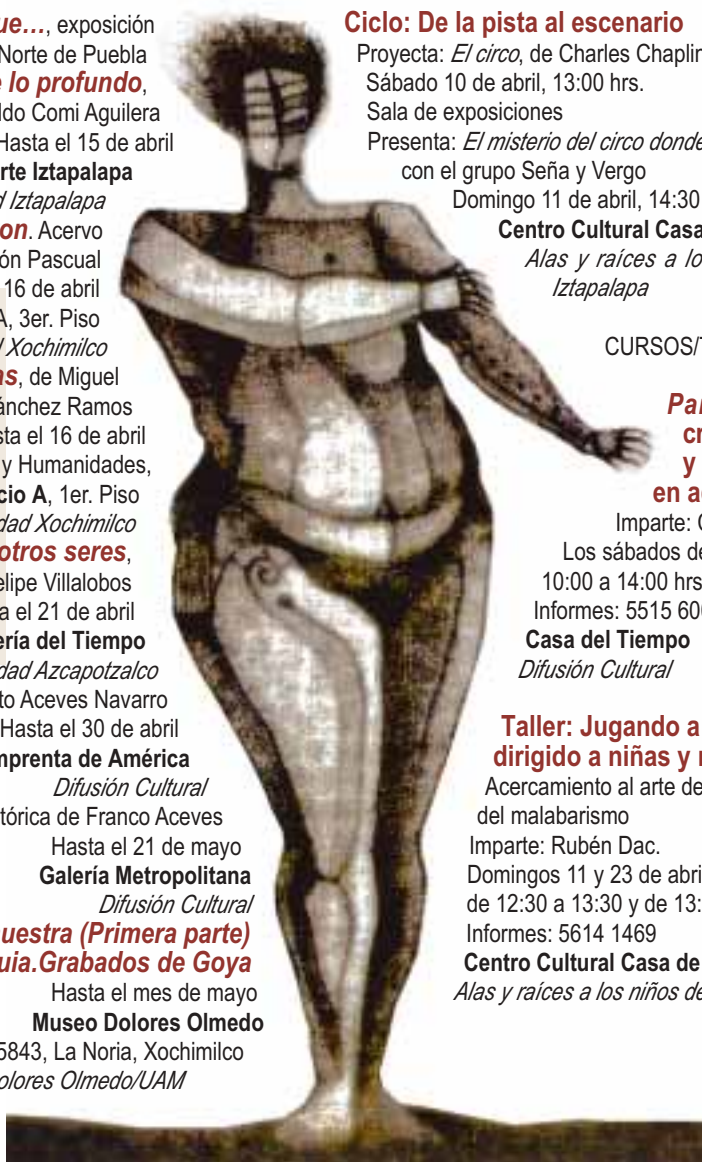 ue…, exposición
Norte de Puebla
e lo profundo,
ldo Comi Aguilera
Hasta el 15 de abril
rte Iztapalapa
d Iztapalapa
on. Acervo
ón Pascual
16 de abril
A, 3er. Piso
d Xochimilco
as, de Miguel
ánchez Ramos
sta el 16 de abril
y Humanidades,
cio A, 1er. Piso
dad Xochimilco
otros seres,
elipe Villalobos
a el 21 de abril
ería del Tiempo
dad Azcapotzalco
to Aceves Navarro
Hasta el 30 de abril
mprenta de América
Difusión Cultural
tórica de Franco Aceves
Hasta el 21 de mayo
Galería Metropolitana
Difusión Cultural
uestra (Primera parte)
uia.Grabados de Goya
Hasta el mes de mayo
Museo Dolores Olmedo
5843, La Noria, Xochimilco
olores Olmedo/UAM
Ciclo: De la pista al escenario
Proyecta: El circo, de Charles Chaplin
Sábado 10 de abril, 13:00 hrs.
Sala de exposiciones
Presenta: El misterio del circo donde
con el grupo Seña y Vergo
Domingo 11 de abril, 14:30
Centro Cultural Casa
Alas y raíces a lo
Iztapalapa
CURSOS/T
Pa
cr
y
en a
Imparte: C
Los sábados de
10:00 a 14:00 hrs
Informes: 5515 600
Casa del Tiempo
Difusión Cultural
Taller: Jugando a
dirigido a niñas y n
Acercamiento al arte de
del malabarismo
Imparte: Rubén Dac.
Domingos 11 y 23 de abri
de 12:30 a 13:30 y de 13:
Informes: 5614 1469
Centro Cultural Casa de
Alas y raíces a los niños de